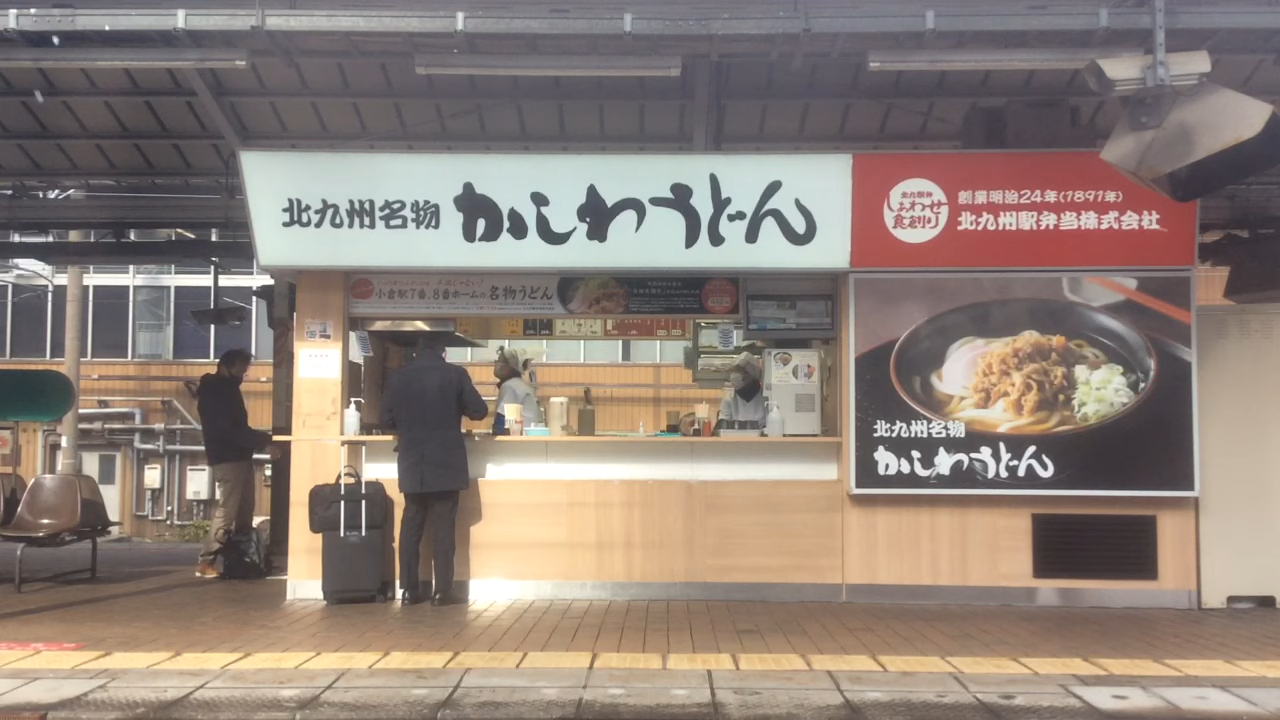 北九州名物 かしわうどん
北九駅弁
しあわせ
食創り
創業明治24年(1891年)
北九州駅弁当株式会社
小倉駅7番、8番ホームの名物うどん
北九州名物
かしわうどん